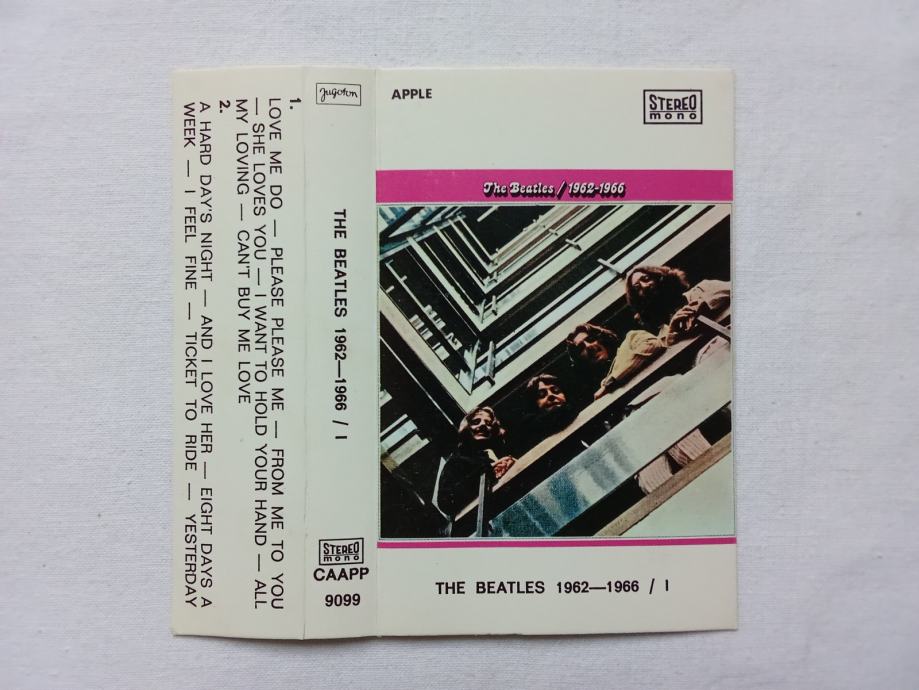 1.
LOVE ME DO — PLEASE PLEASE ME — FROM ME TO YOU
— SHE LOVES YOU — I WANT TO HOLD YOUR HAND — ALL
MY LOVING — CAN'T BUY ME LOVE
2.
A HARD DAY'S NIGHT — AND I LOVE HER — EIGHT DAYS A
WEEK — I FEEL FINE — TICKET TO RIDE — YESTERDAY
Jugoton
THE BEATLES 1962—1966 / I
STEREO
mono
CAAPP
9099
APPLE
STEREO
mono
The Beatles / 1962-1966
THE BEATLES 1962—1966 / I